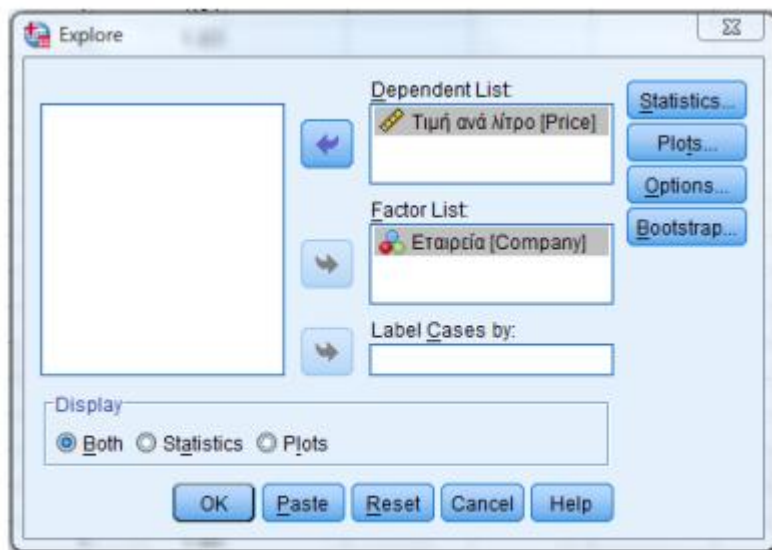 Explore
Dependent List:
Τιμή ανά λίτρο [Price]
Factor List:
Εταιρεία [Company]
Label Cases by:
Statistics...
Plots...
Options...
Bootstrap...
Display
Both Statistics Plots
OK Paste Reset Cancel Help